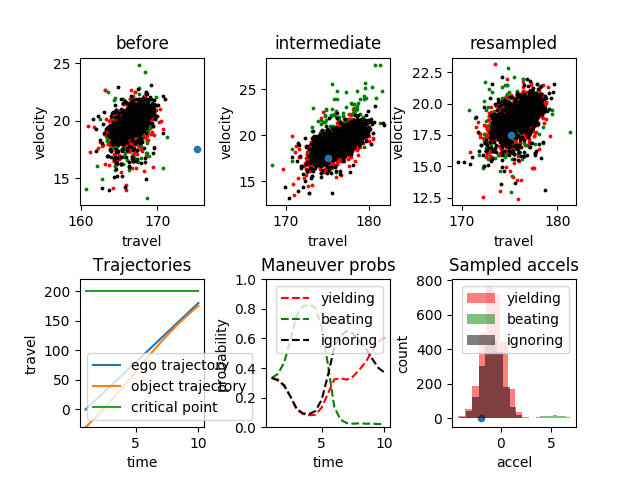 before
intermediate
resampled
25
20
15
velocity
160
170
travel
25
20
15
velocity
170
180
travel
22.5
20.0
17.5
15.0
12.5
velocity
170
180
travel
Trajectories
200
150
100
50
0
travel
ego trajectory
object trajectory
critical point
5
10
time
Maneuver probs
1.0
0.8
0.6
0.4
0.2
0.0
probability
yielding
beating
ignoring
5
10
time
Sampled accels
800
600
400
200
0
count
yielding
beating
ignoring
0
5
accel